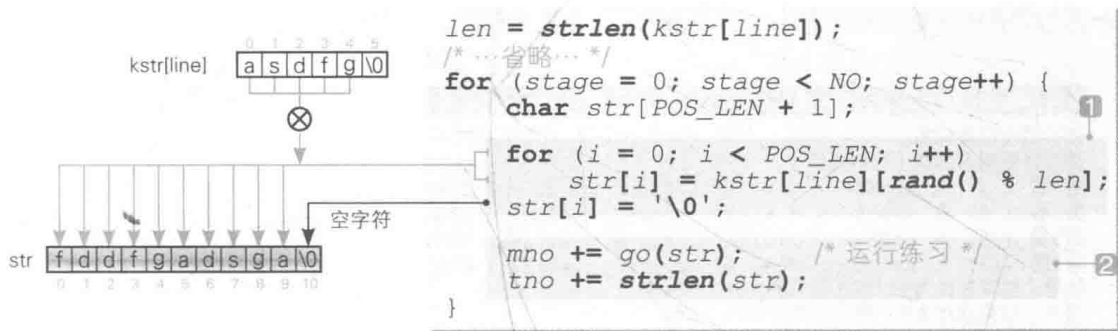 0 1 2 3 4 5
kstr[line] a s d f g \0
空字符
str f d d f g a d s g a \0
0 1 2 3 4 5 6 7 8 9 10
len = strlen(kstr[line]);
/* …省略… */
for (stage = 0; stage < NO; stage++) {
char str[POS_LEN + 1];
1
for (i = 0; i < POS_LEN; i++)
str[i] = kstr[line][rand() % len];
str[i] = '\0';
mno += go(str); /* 运行练习 */
2
tno += strlen(str);
}